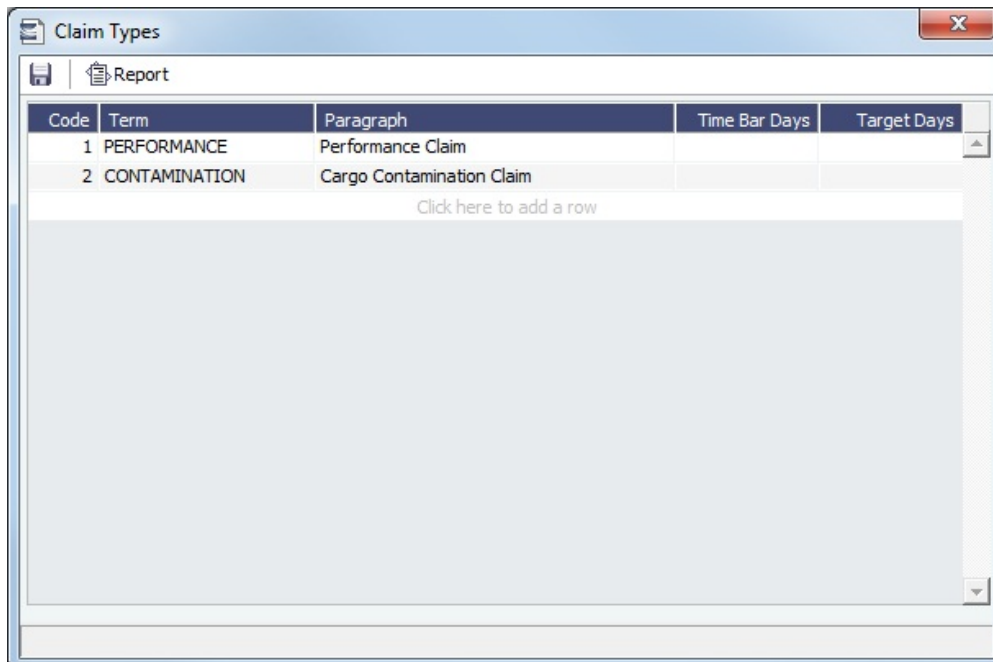 Claim Types
Report
Code Term Paragraph Time Bar Days Target Days
1 PERFORMANCE Performance Claim
2 CONTAMINATION Cargo Contamination Claim
Click here to add a row